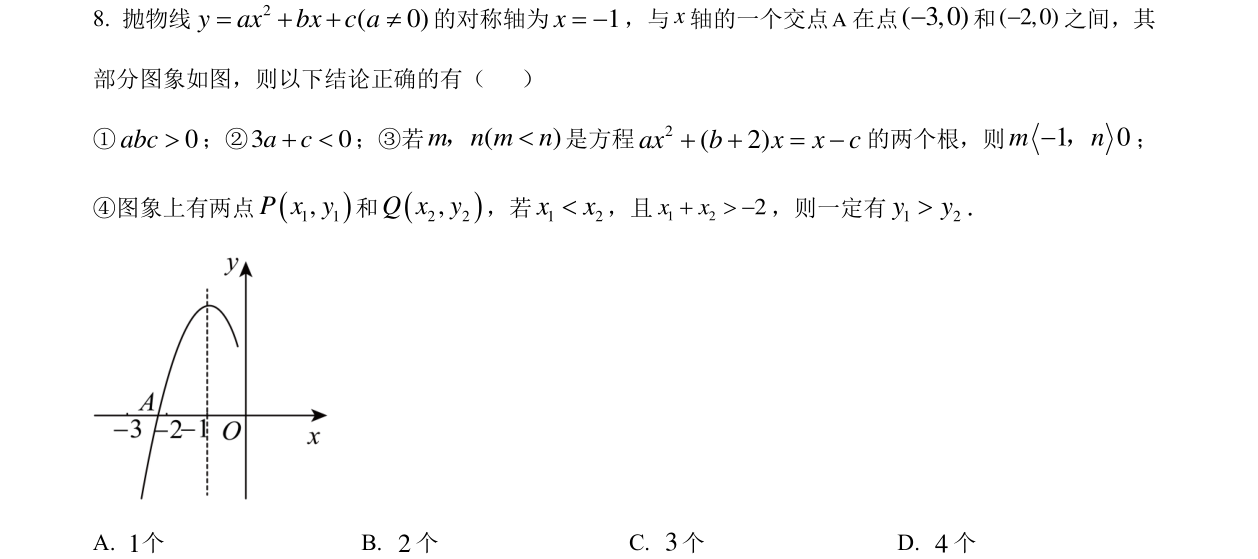 8. 抛物线 y = ax² + bx + c(a ≠ 0) 的对称轴为 x = −1，与 x 轴的一个交点A 在点 (−3,0) 和 (−2,0) 之间，其
部分图象如图，则以下结论正确的有（ ）
① abc > 0；②3a + c < 0；③若 m，n(m < n) 是方程 ax² + (b + 2)x = x − c 的两个根，则 m⟨−1，n⟩0；
④图象上有两点 P(x₁, y₁) 和 Q(x₂, y₂)，若 x₁ < x₂，且 x₁ + x₂ > −2，则一定有 y₁ > y₂．
y
A
−3 −2 −1 O x
A. 1个 B. 2个 C. 3个 D. 4个